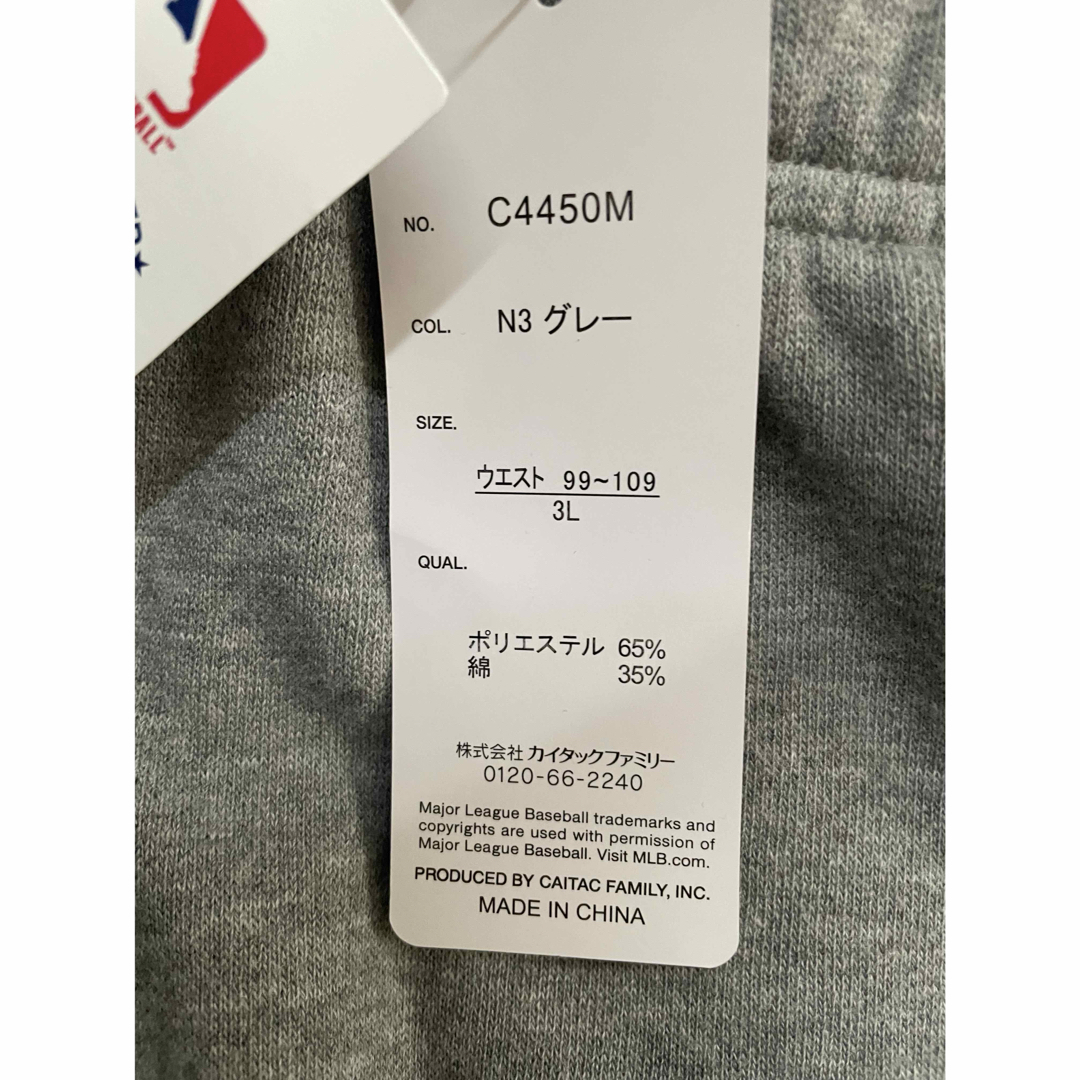 ALL™
NO. C4450M
COL. N3 グレー
SIZE.
ウエスト 99~109
3L
QUAL.
ポリエステル 65%
綿 35%
株式会社 カイタックファミリー
0120-66-2240
Major League Baseball trademarks and
copyrights are used with permission of
Major League Baseball. Visit MLB.com.
PRODUCED BY CAITAC FAMILY, INC.
MADE IN CHINA